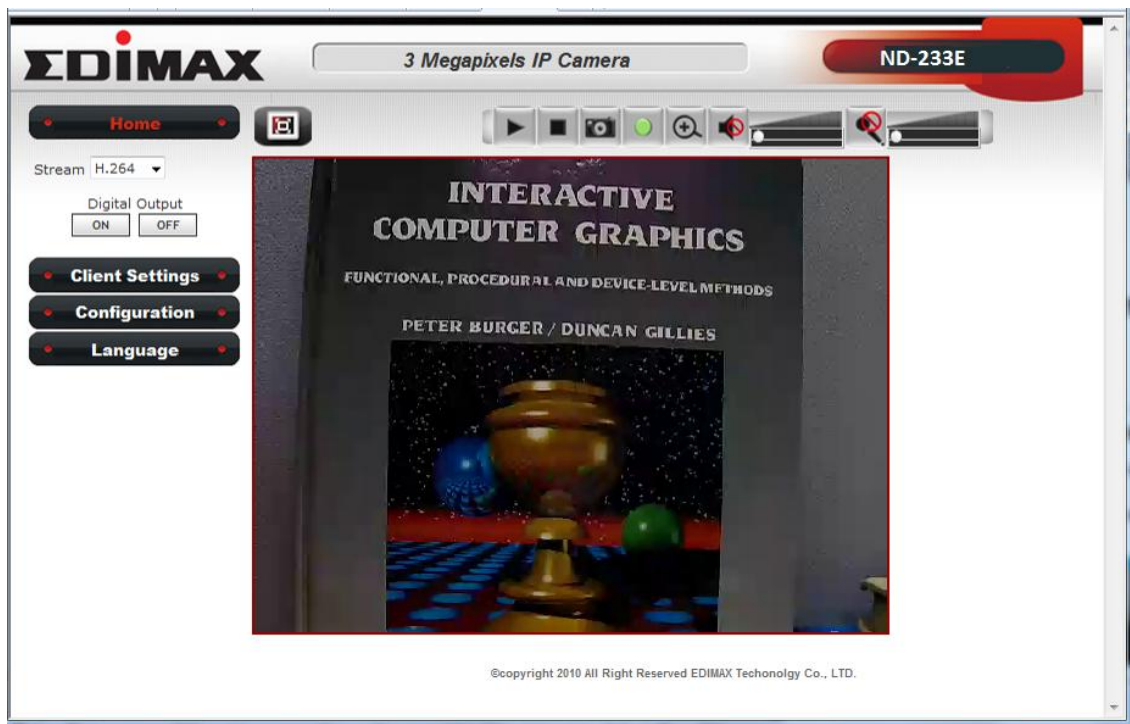 EDIMAX
3 Megapixels IP Camera
ND-233E
Home
Stream H.264
Digital Output
ON OFF
Client Settings
Configuration
Language
INTERACTIVE
COMPUTER GRAPHICS
FUNCTIONAL, PROCEDURAL AND DEVICE-LEVEL METHODS
PETER BURGER / DUNCAN GILLIES
©copyright 2010 All Right Reserved EDIMAX Techonolgy Co., LTD.